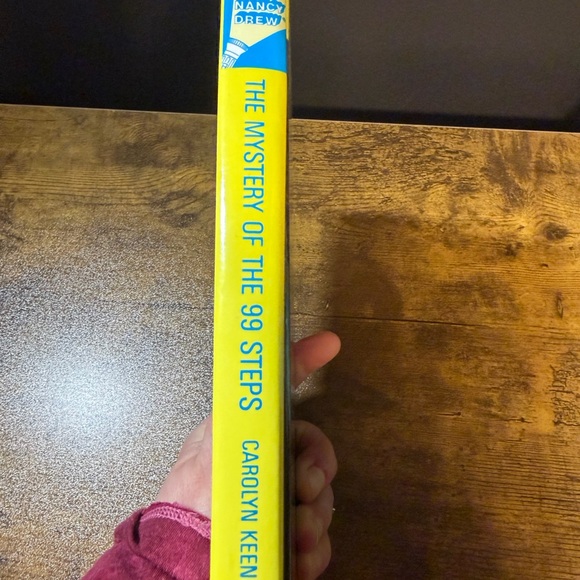 NANCY
DREW
THE MYSTERY OF THE 99 STEPS
CAROLYN KEEN